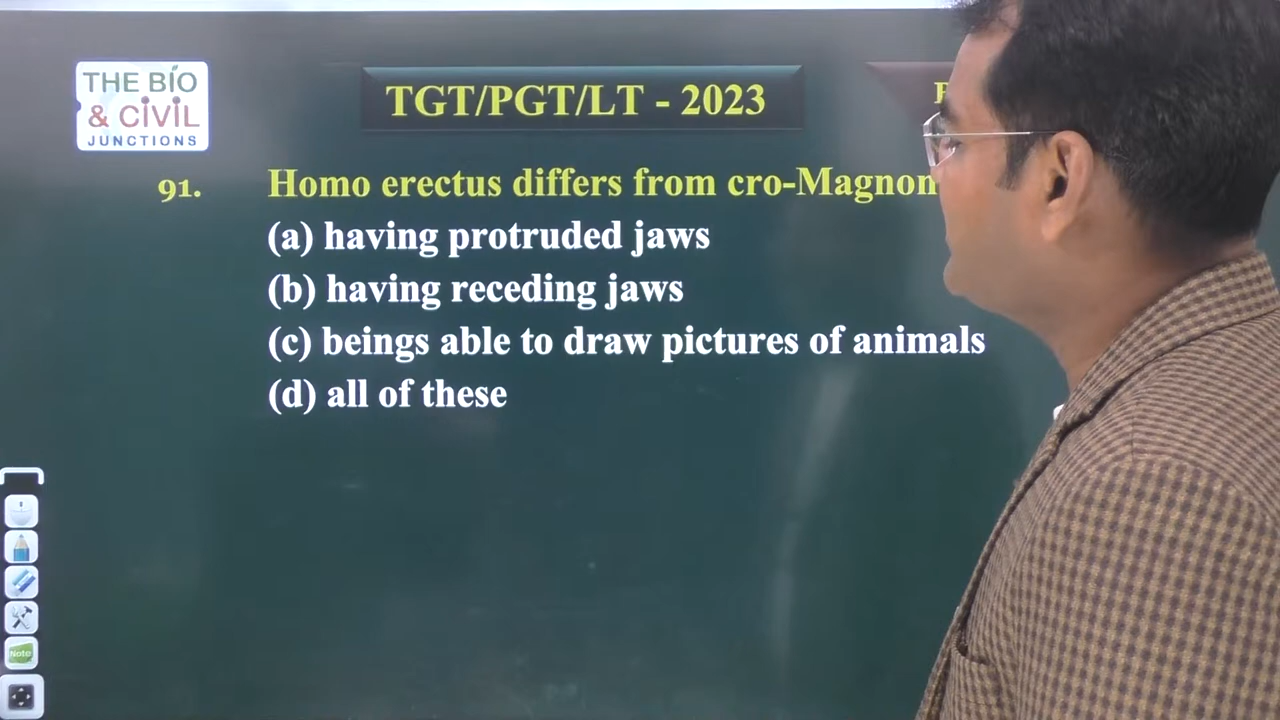 THE BIO
& CIVIL
JUNCTIONS
TGT/PGT/LT - 2023
91. Homo erectus differs from cro-Magnon
(a) having protruded jaws
(b) having receding jaws
(c) beings able to draw pictures of animals
(d) all of these
Note